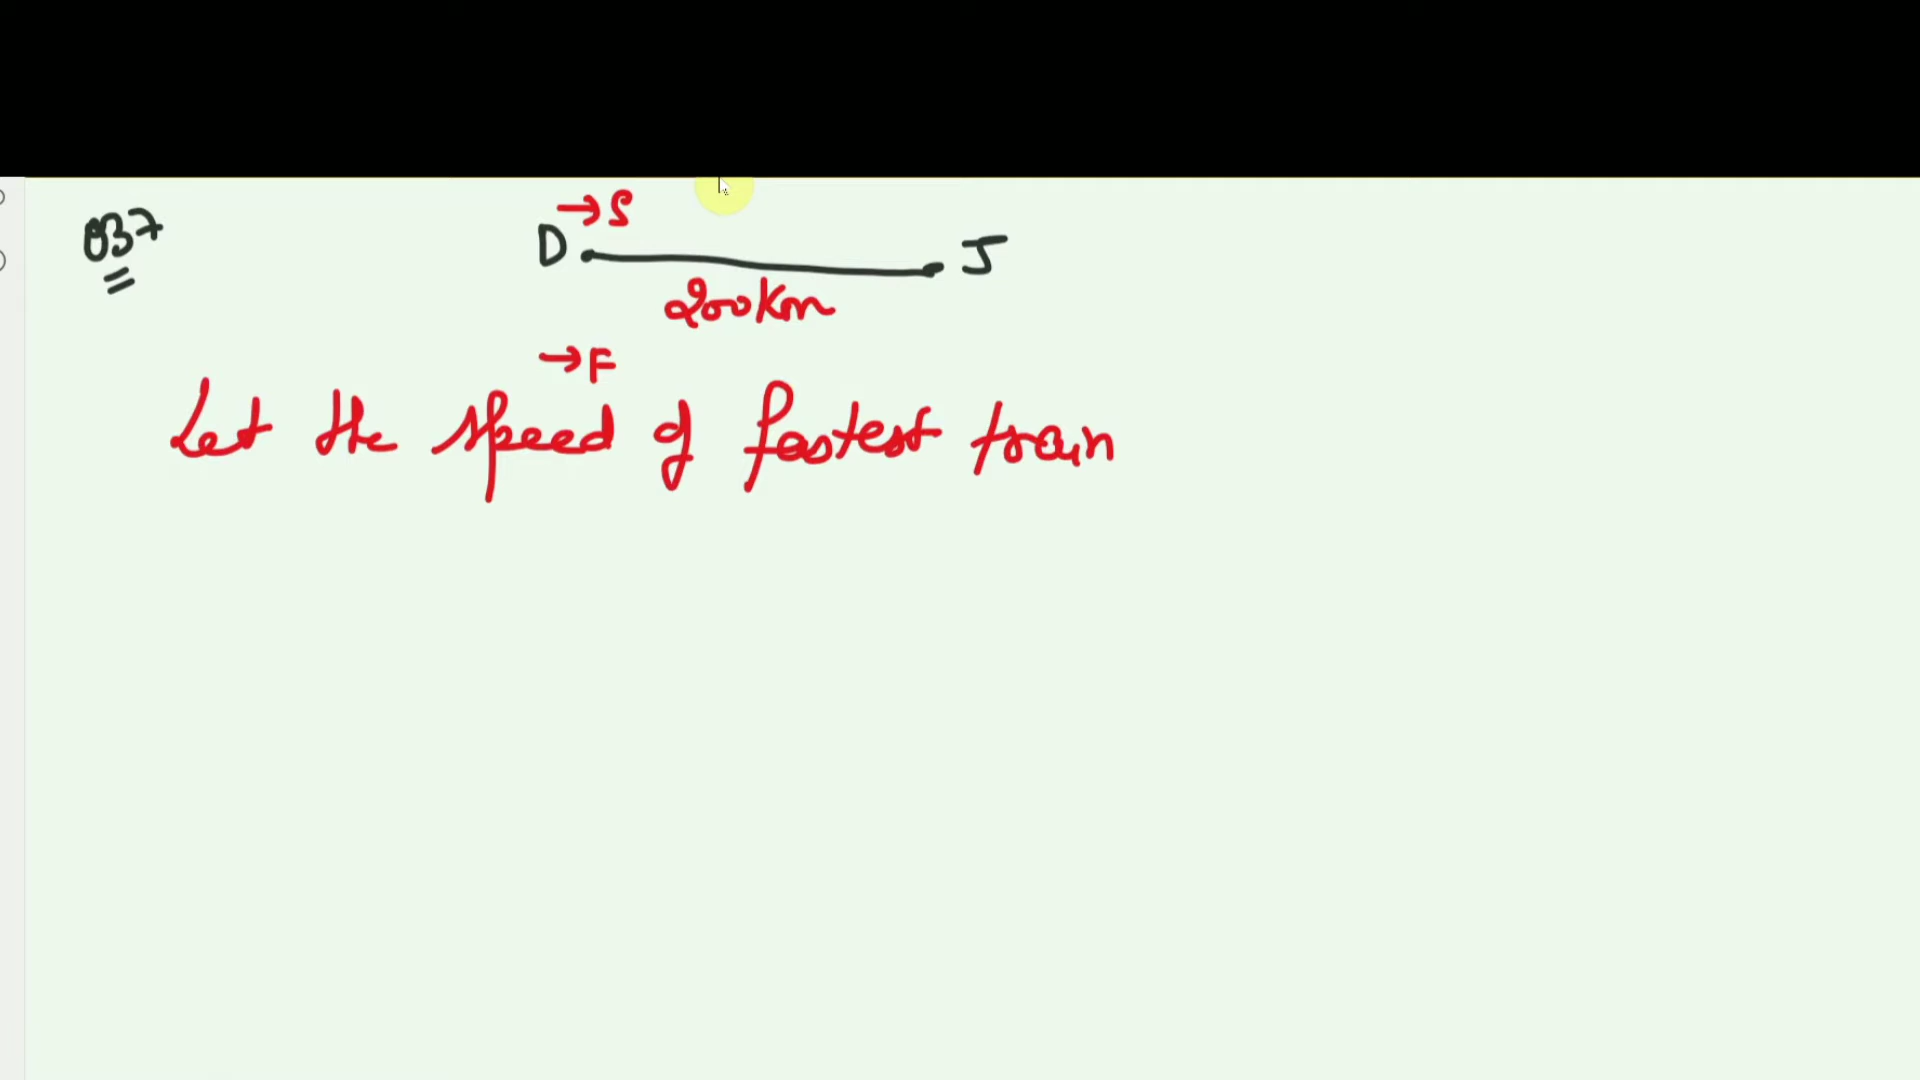 Q37
→S
D J
200Km
→F
Let the speed of fastest train